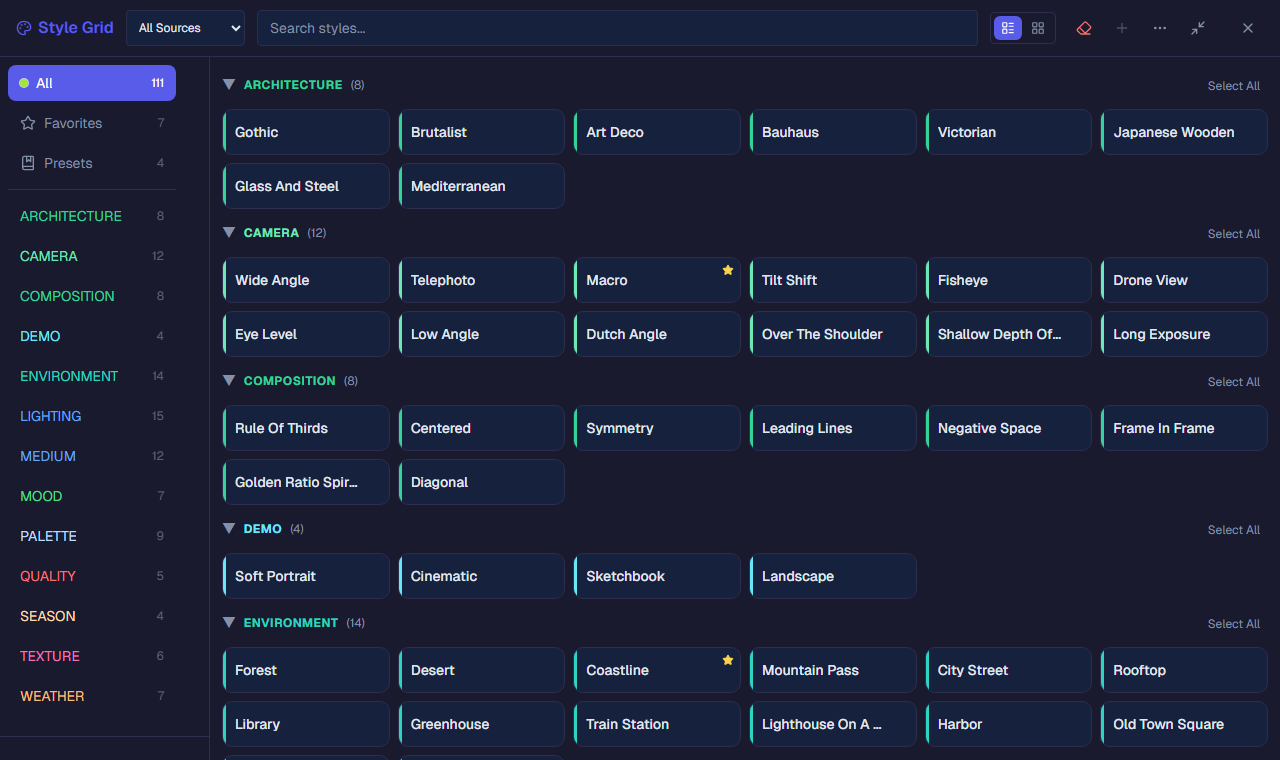 Style Grid
All Sources
Search styles...
All 111
Favorites 7
Presets 4
ARCHITECTURE 8
CAMERA 12
COMPOSITION 8
DEMO 4
ENVIRONMENT 14
LIGHTING 15
MEDIUM 12
MOOD 7
PALETTE 9
QUALITY 5
SEASON 4
TEXTURE 6
WEATHER 7
ARCHITECTURE (8) Select All
Gothic Brutalist Art Deco Bauhaus Victorian Japanese Wooden
Glass And Steel Mediterranean
CAMERA (12) Select All
Wide Angle Telephoto Macro Tilt Shift Fisheye Drone View
Eye Level Low Angle Dutch Angle Over The Shoulder Shallow Depth Of... Long Exposure
COMPOSITION (8) Select All
Rule Of Thirds Centered Symmetry Leading Lines Negative Space Frame In Frame
Golden Ratio Spir... Diagonal
DEMO (4) Select All
Soft Portrait Cinematic Sketchbook Landscape
ENVIRONMENT (14) Select All
Forest Desert Coastline Mountain Pass City Street Rooftop
Library Greenhouse Train Station Lighthouse On A ... Harbor Old Town Square